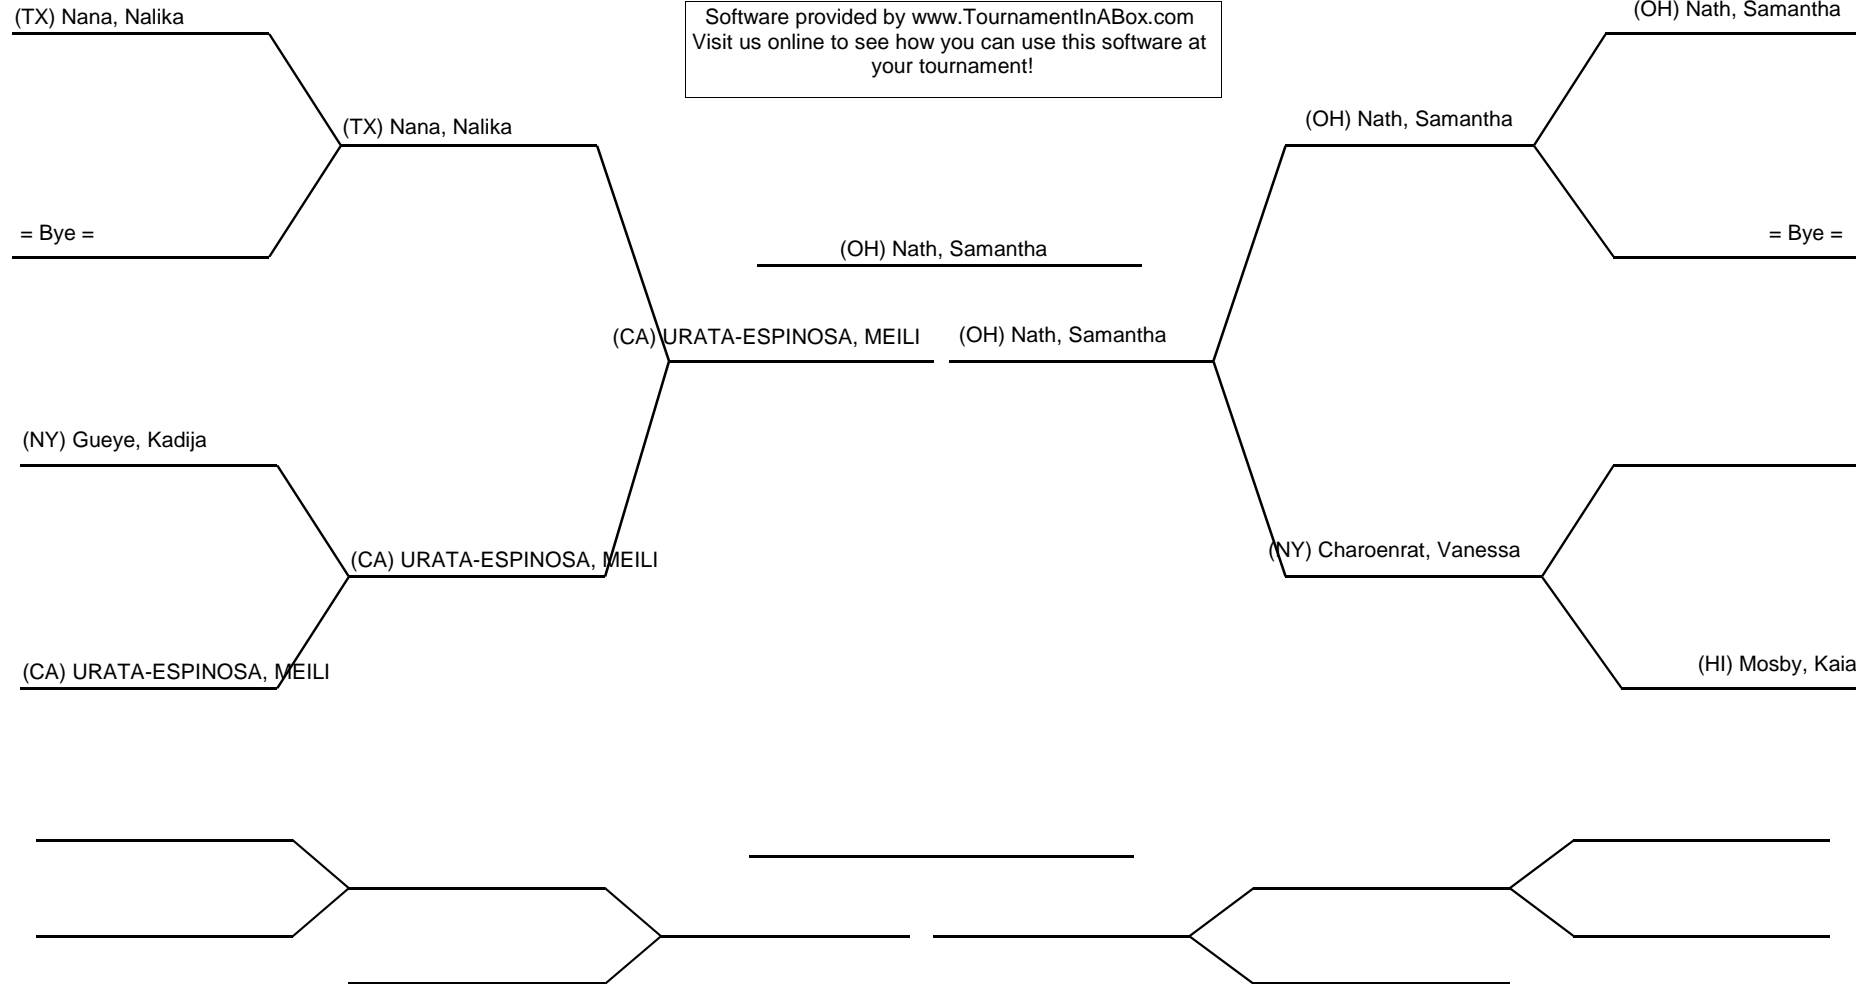 (TX) Nana, Nalika
Software provided by www.TournamentInABox.com
Visit us online to see how you can use this software at
your tournament!
(OH) Nath, Samantha
(TX) Nana, Nalika
(OH) Nath, Samantha
= Bye =
(OH) Nath, Samantha
= Bye =
(CA) URATA-ESPINOSA, MEILI
(OH) Nath, Samantha
(NY) Gueye, Kadija
(CA) URATA-ESPINOSA, MEILI
(NY) Charoenrat, Vanessa
(CA) URATA-ESPINOSA, MEILI
(HI) Mosby, Kaia